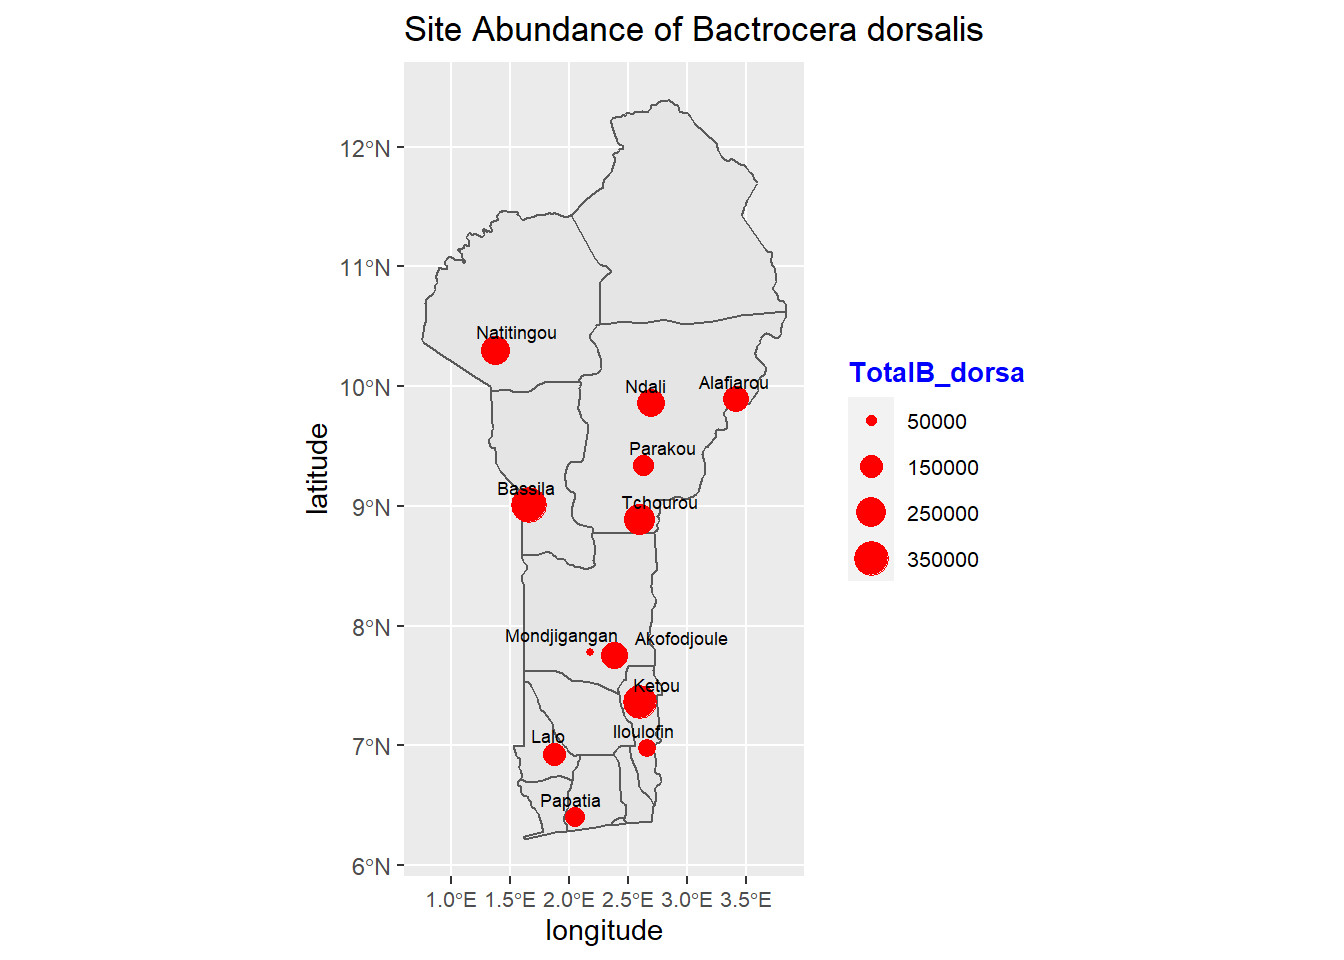 Site Abundance of Bactrocera dorsalis
12°N
11°N
10°N
9°N
8°N
7°N
6°N
latitude
Natitingou
Ndali
Alafiarou
Parakou
Bassila
Tchourou
Mondjigangan
Akofodjoule
Ketou
Iloulofin
Lalo
Papatia
1.0°E 1.5°E 2.0°E 2.5°E 3.0°E 3.5°E
longitude
TotalB_dorsa
50000
150000
250000
350000